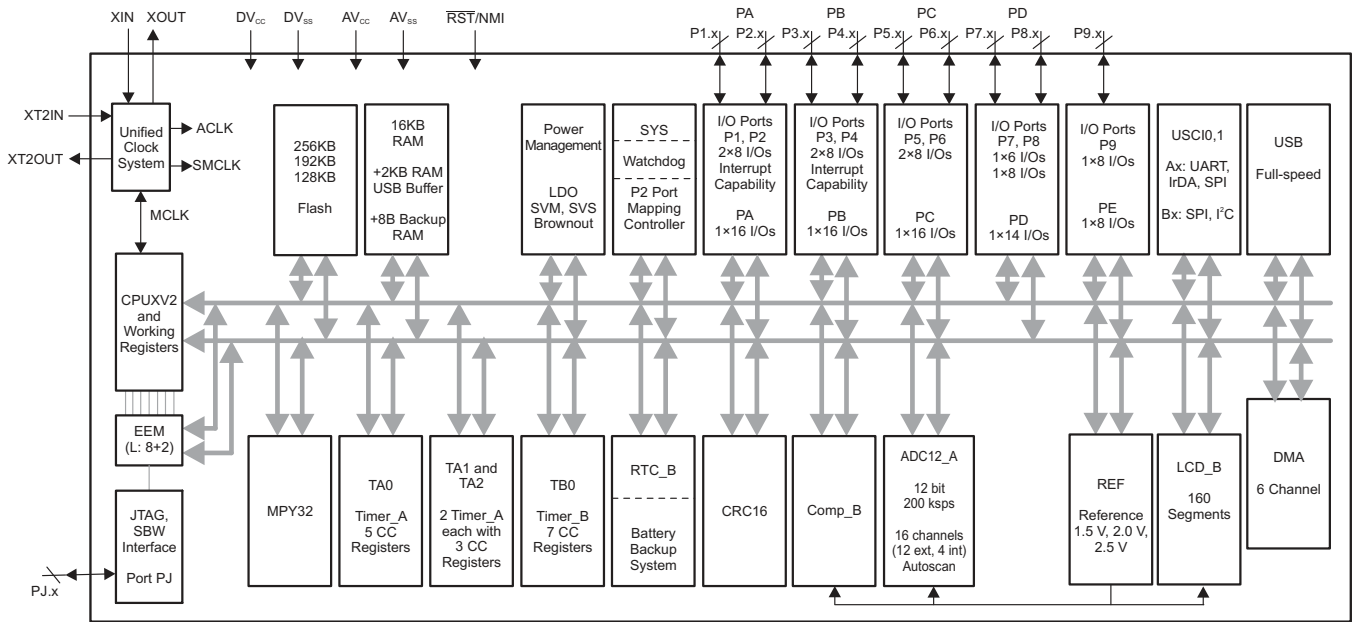 XIN XOUT DVCC DVSS AVCC AVSS RST/NMI PA PB PC PD
P1.x P2.x P3.x P4.x P5.x P6.x P7.x P8.x P9.x
XT2IN
XT2OUT
Unified
Clock
System
ACLK
SMCLK
MCLK
256KB
192KB
128KB
Flash
16KB
RAM
+2KB RAM
USB Buffer
+8B Backup
RAM
Power
Management
LDO
SVM, SVS
Brownout
SYS
Watchdog
P2 Port
Mapping
Controller
I/O Ports
P1, P2
2×8 I/Os
Interrupt
Capability
PA
1×16 I/Os
I/O Ports
P3, P4
2×8 I/Os
Interrupt
Capability
PB
1×16 I/Os
I/O Ports
P5, P6
2×8 I/Os
PC
1×16 I/Os
I/O Ports
P7, P8
1×6 I/Os
1×8 I/Os
PD
1×14 I/Os
I/O Ports
P9
1×8 I/Os
PE
1×8 I/Os
USCI0,1
Ax: UART,
IrDA, SPI
Bx: SPI, I²C
USB
Full-speed
CPUXV2
and
Working
Registers
EEM
(L: 8+2)
JTAG,
SBW
Interface
Port PJ
PJ.x
MPY32
TA0
Timer_A
5 CC
Registers
TA1 and
TA2
2 Timer_A
each with
3 CC
Registers
TB0
Timer_B
7 CC
Registers
RTC_B
Battery
Backup
System
CRC16
Comp_B
ADC12_A
12 bit
200 ksps
16 channels
(12 ext, 4 int)
Autoscan
REF
Reference
1.5 V, 2.0 V,
2.5 V
LCD_B
160
Segments
DMA
6 Channel